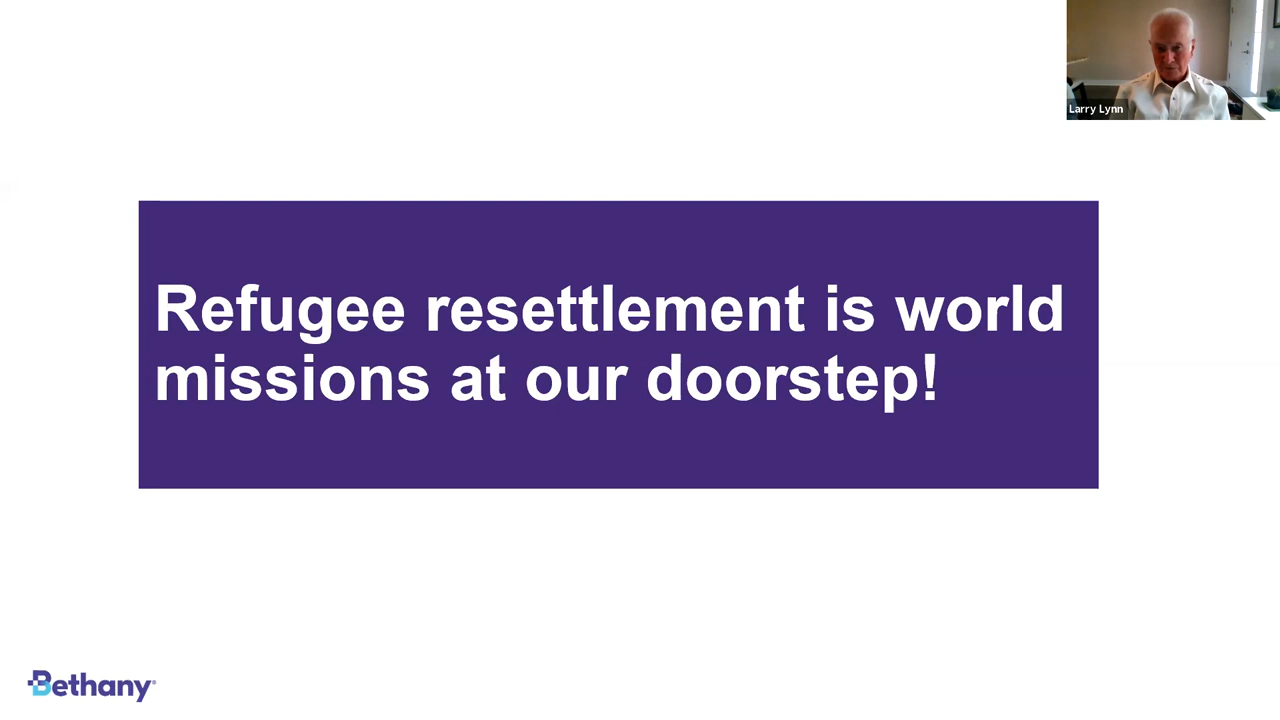 Larry Lynn
Refugee resettlement is world
missions at our doorstep!
Bethany